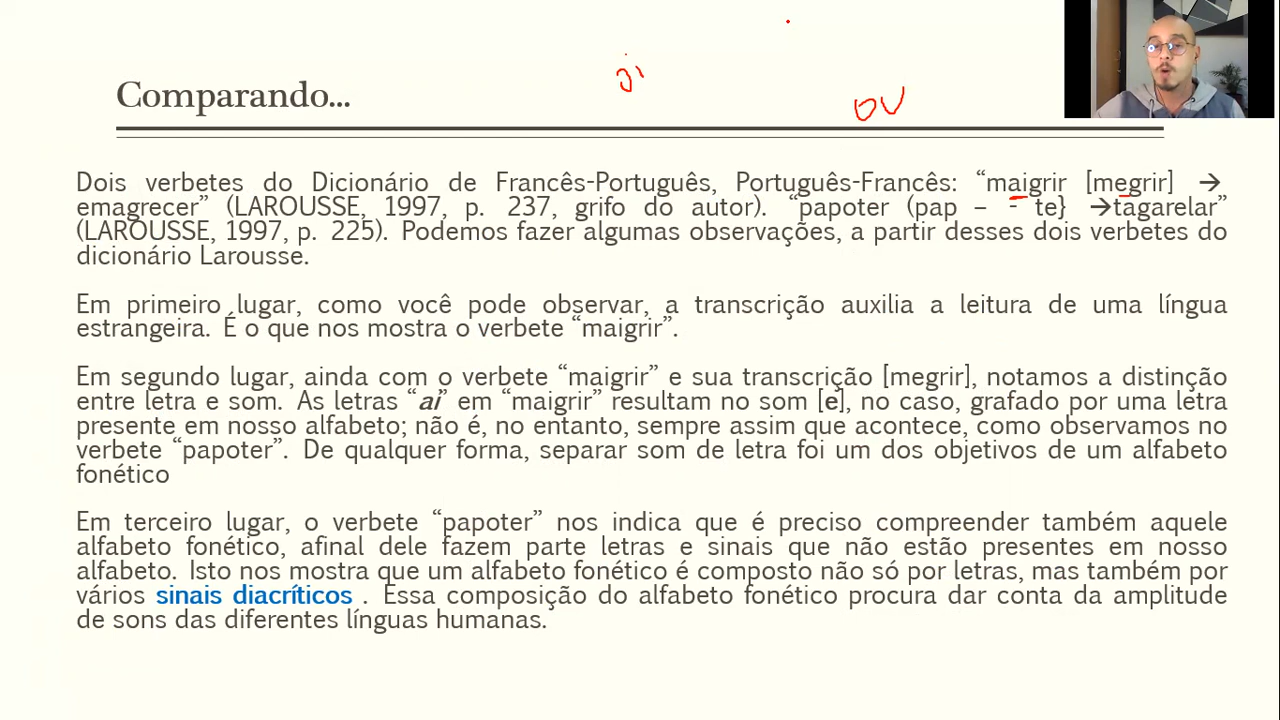 oi
Comparando...
ou
Dois verbetes do Dicionário de Francês-Português, Português-Francês: “maigrir [megrir] →
emagrecer” (LAROUSSE, 1997, p. 237, grifo do autor). “papoter (pap – - te} →tagarelar”
(LAROUSSE, 1997, p. 225). Podemos fazer algumas observações, a partir desses dois verbetes do
dicionário Larousse.
Em primeiro lugar, como você pode observar, a transcrição auxilia a leitura de uma língua
estrangeira. É o que nos mostra o verbete “maigrir”.
Em segundo lugar, ainda com o verbete “maigrir” e sua transcrição [megrir], notamos a distinção
entre letra e som. As letras “ai” em “maigrir” resultam no som [e], no caso, grafado por uma letra
presente em nosso alfabeto; não é, no entanto, sempre assim que acontece, como observamos no
verbete “papoter”. De qualquer forma, separar som de letra foi um dos objetivos de um alfabeto
fonético
Em terceiro lugar, o verbete “papoter” nos indica que é preciso compreender também aquele
alfabeto fonético, afinal dele fazem parte letras e sinais que não estão presentes em nosso
alfabeto. Isto nos mostra que um alfabeto fonético é composto não só por letras, mas também por
vários sinais diacríticos . Essa composição do alfabeto fonético procura dar conta da amplitude
de sons das diferentes línguas humanas.